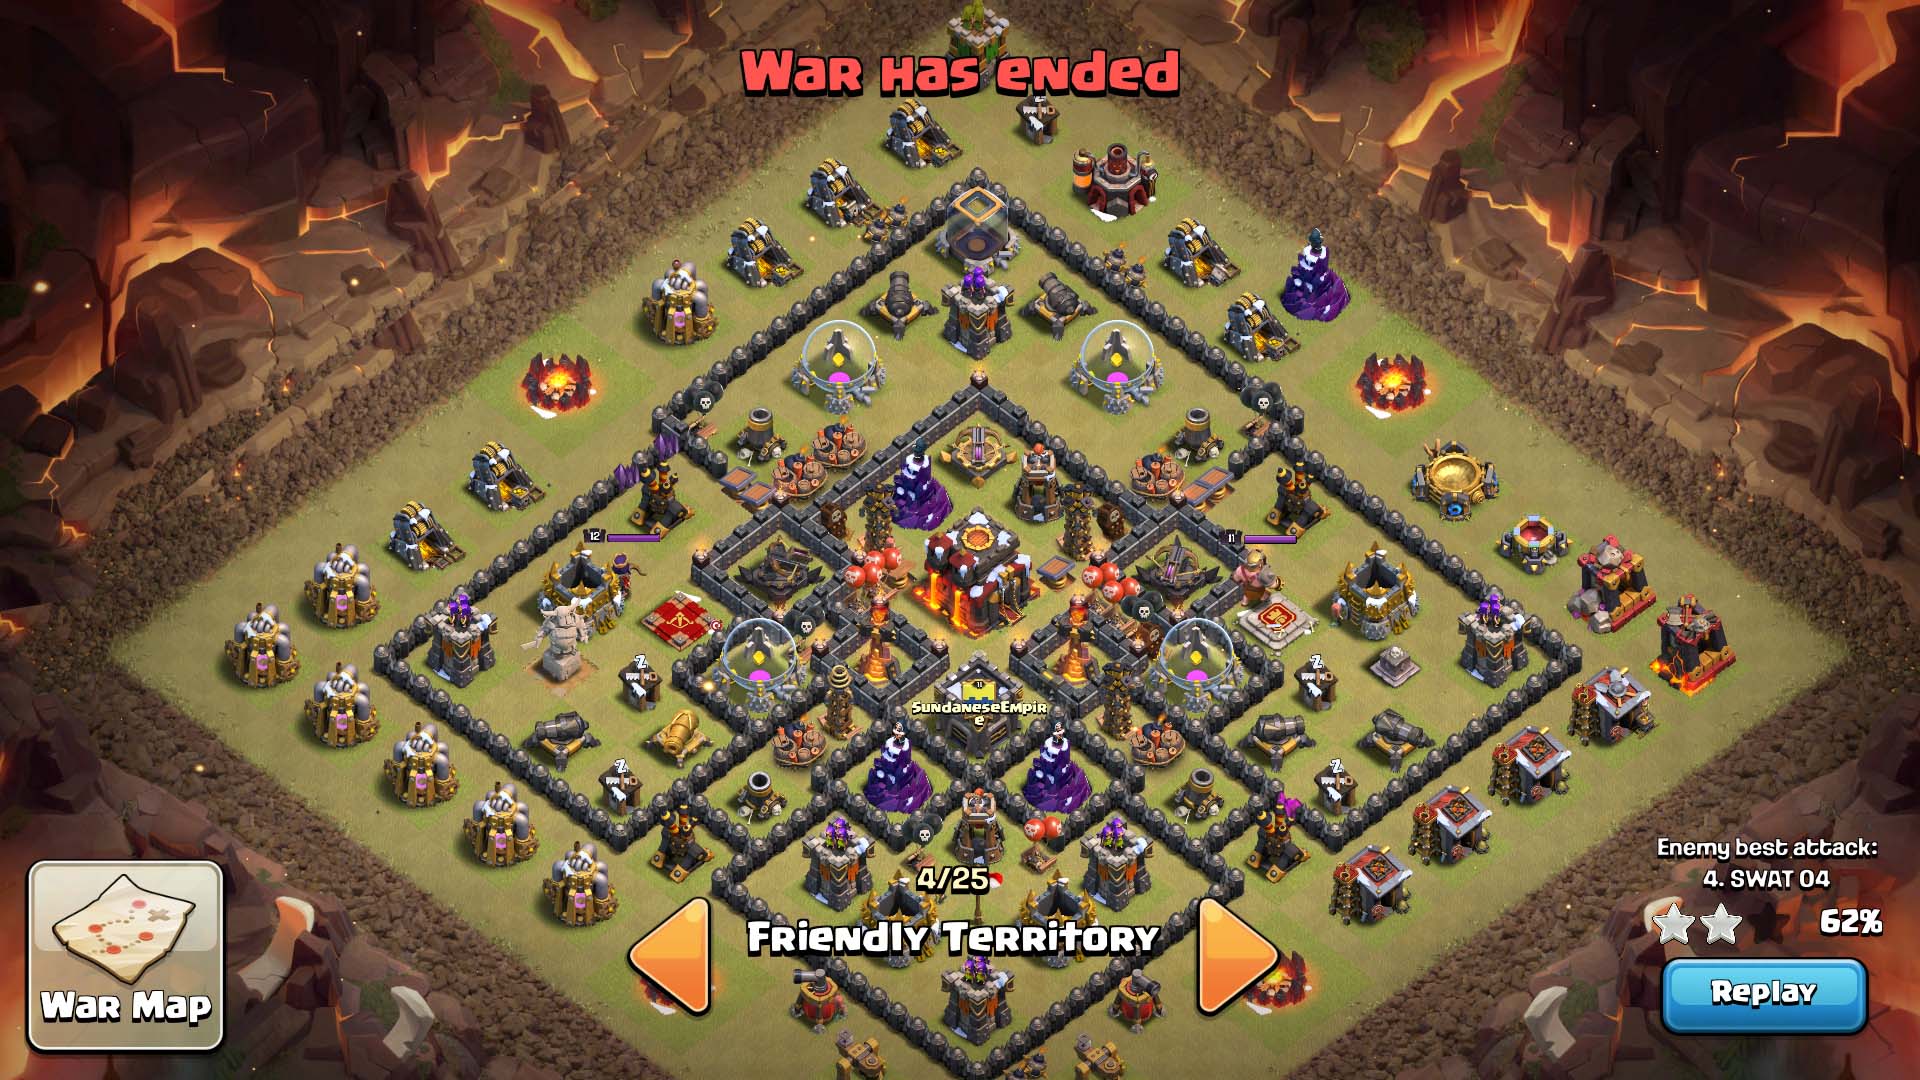 War has ended
12
11
z
z
11
SundaneseEmpir
e
z
z
4/25
Friendly Territory
Enemy best attack:
4. SWAT 04
62%
War Map
Replay